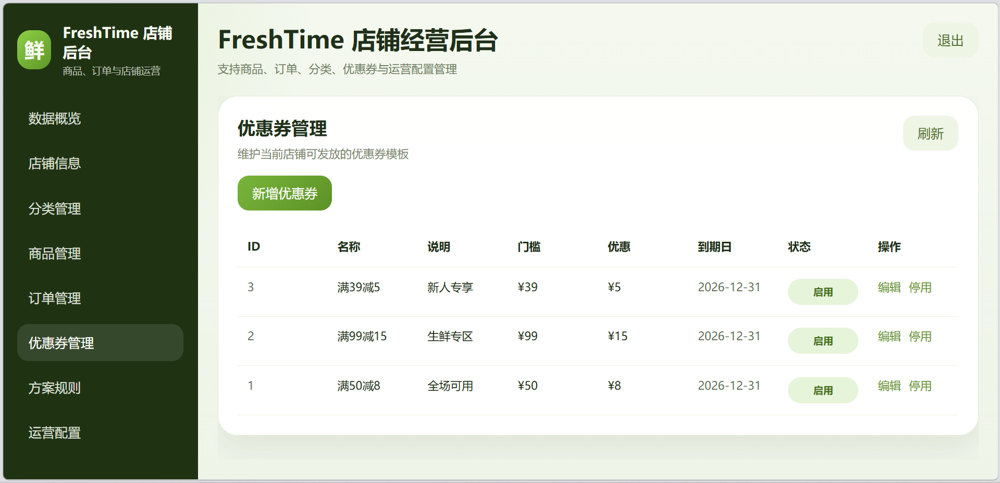 鲜
FreshTime 店铺
后台
商品、订单与店铺运营
数据概览
店铺信息
分类管理
商品管理
订单管理
优惠券管理
方案规则
运营配置
FreshTime 店铺经营后台
支持商品、订单、分类、优惠券与运营配置管理
退出
优惠券管理
维护当前店铺可发放的优惠券模板
刷新
新增优惠券
ID 名称 说明 门槛 优惠 到期日 状态 操作
3 满39减5 新人专享 ¥39 ¥5 2026-12-31 启用 编辑 停用
2 满99减15 生鲜专区 ¥99 ¥15 2026-12-31 启用 编辑 停用
1 满50减8 全场可用 ¥50 ¥8 2026-12-31 启用 编辑 停用